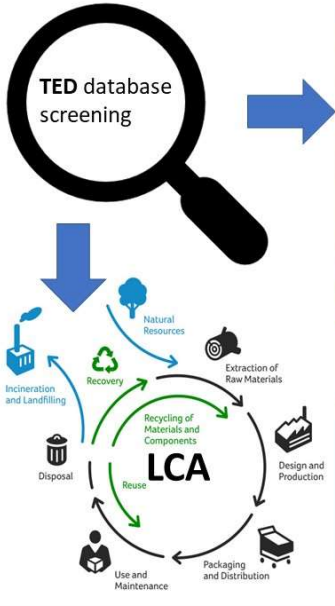 TED database
screening
Natural
Resources
Incineration
and Landfilling
Recovery
Extraction of
Raw Materials
Recycling of
Materials and
Components
LCA
Design and
Production
Disposal
Reuse
Use and
Maintenance
Packaging
and Distribution